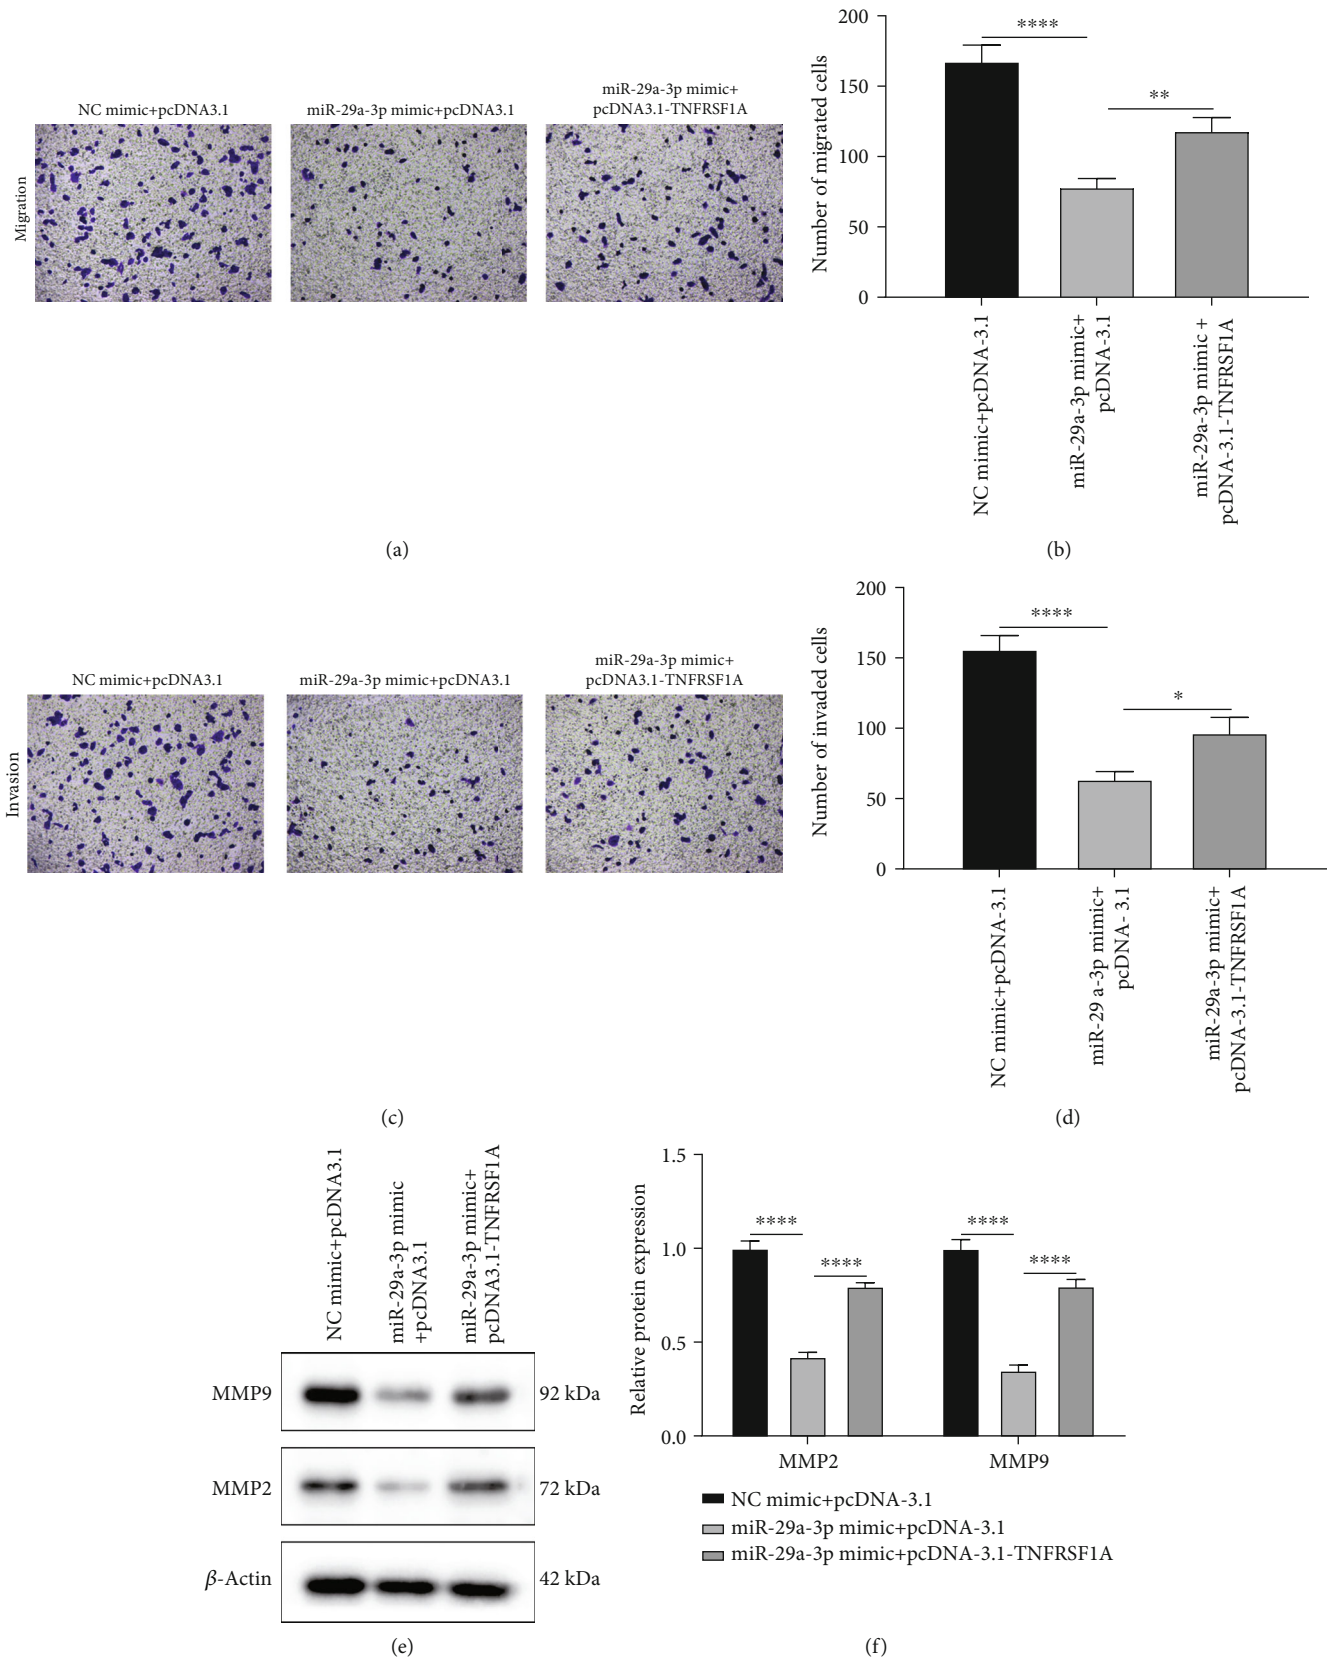 NC mimic+pcDNA3.1
miR-29a-3p mimic+pcDNA3.1
miR-29a-3p mimic+
pcDNA3.1-TNFRSF1A
Migration
(a)
200
150
100
50
0
Number of migrated cells
****
**
NC mimic+pcDNA-3.1
miR-29a-3p mimic+
pcDNA-3.1
miR-29a-3p mimic +
pcDNA-3.1-TNFRSF1A
(b)
NC mimic+pcDNA3.1
miR-29a-3p mimic+pcDNA3.1
miR-29a-3p mimic+
pcDNA3.1-TNFRSF1A
Invasion
(c)
200
150
100
50
0
Number of invaded cells
****
*
NC mimic+pcDNA-3.1
miR-29 a-3p mimic+
pcDNA- 3.1
miR-29a-3p mimic+
pcDNA-3.1-TNFRSF1A
(d)
NC mimic+pcDNA3.1
miR-29a-3p mimic
+pcDNA3.1
miR-29a-3p mimic+
pcDNA3.1-TNFRSF1A
MMP9
92 kDa
MMP2
72 kDa
β-Actin
42 kDa
(e)
1.5
1.0
0.5
0.0
Relative protein expression
****
****
****
****
MMP2
MMP9
NC mimic+pcDNA-3.1
miR-29a-3p mimic+pcDNA-3.1
miR-29a-3p mimic+pcDNA-3.1-TNFRSF1A
(f)